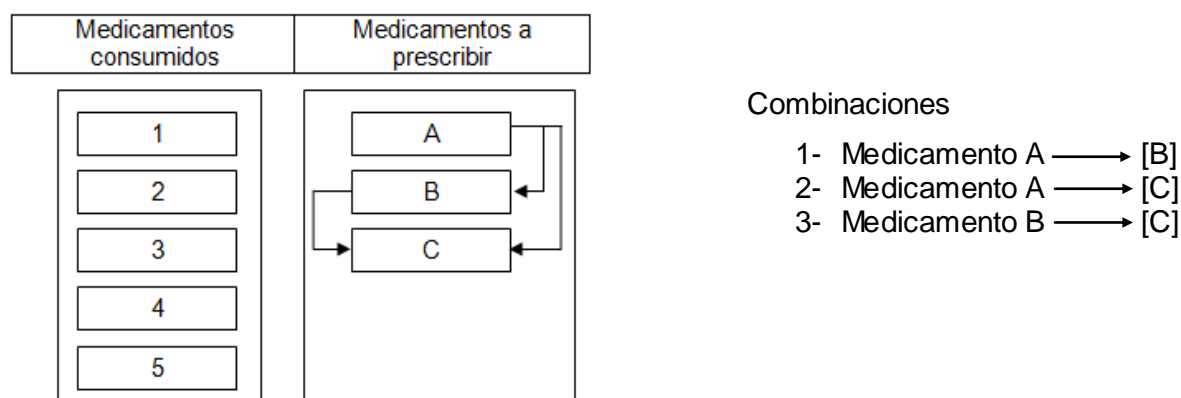 Medicamentos consumidos
Medicamentos a prescribir
1
2
3
4
5
A
B
C
Combinaciones
1- Medicamento A → [B]
2- Medicamento A → [C]
3- Medicamento B → [C]